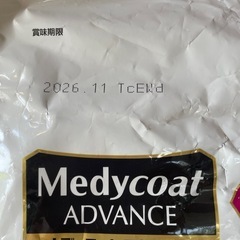 賞味期限
2026.11 TcEWd
Medycoat
ADVANCE